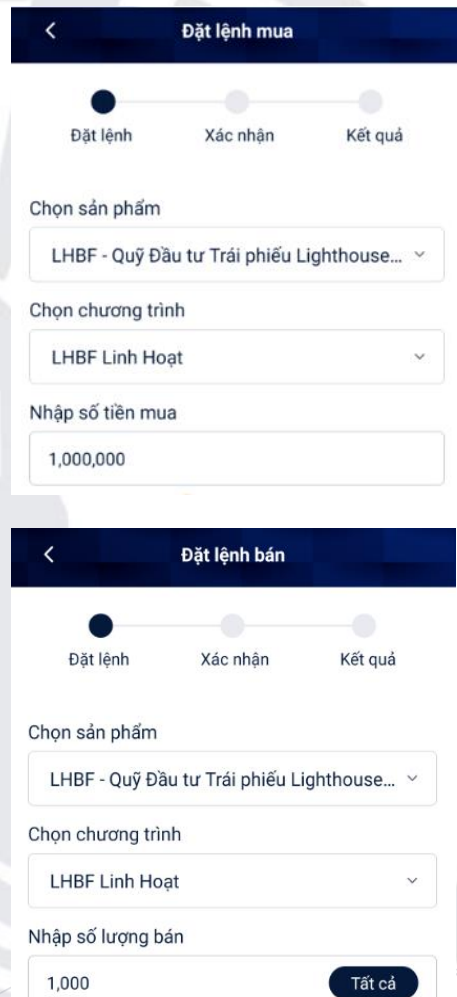 Đặt lệnh mua
Đặt lệnh Xác nhận Kết quả
Chọn sản phẩm
LHBF - Quỹ Đầu tư Trái phiếu Lighthouse...
Chọn chương trình
LHBF Linh Hoạt
Nhập số tiền mua
1,000,000
Đặt lệnh bán
Đặt lệnh Xác nhận Kết quả
Chọn sản phẩm
LHBF - Quỹ Đầu tư Trái phiếu Lighthouse...
Chọn chương trình
LHBF Linh Hoạt
Nhập số lượng bán
1,000 Tất cả